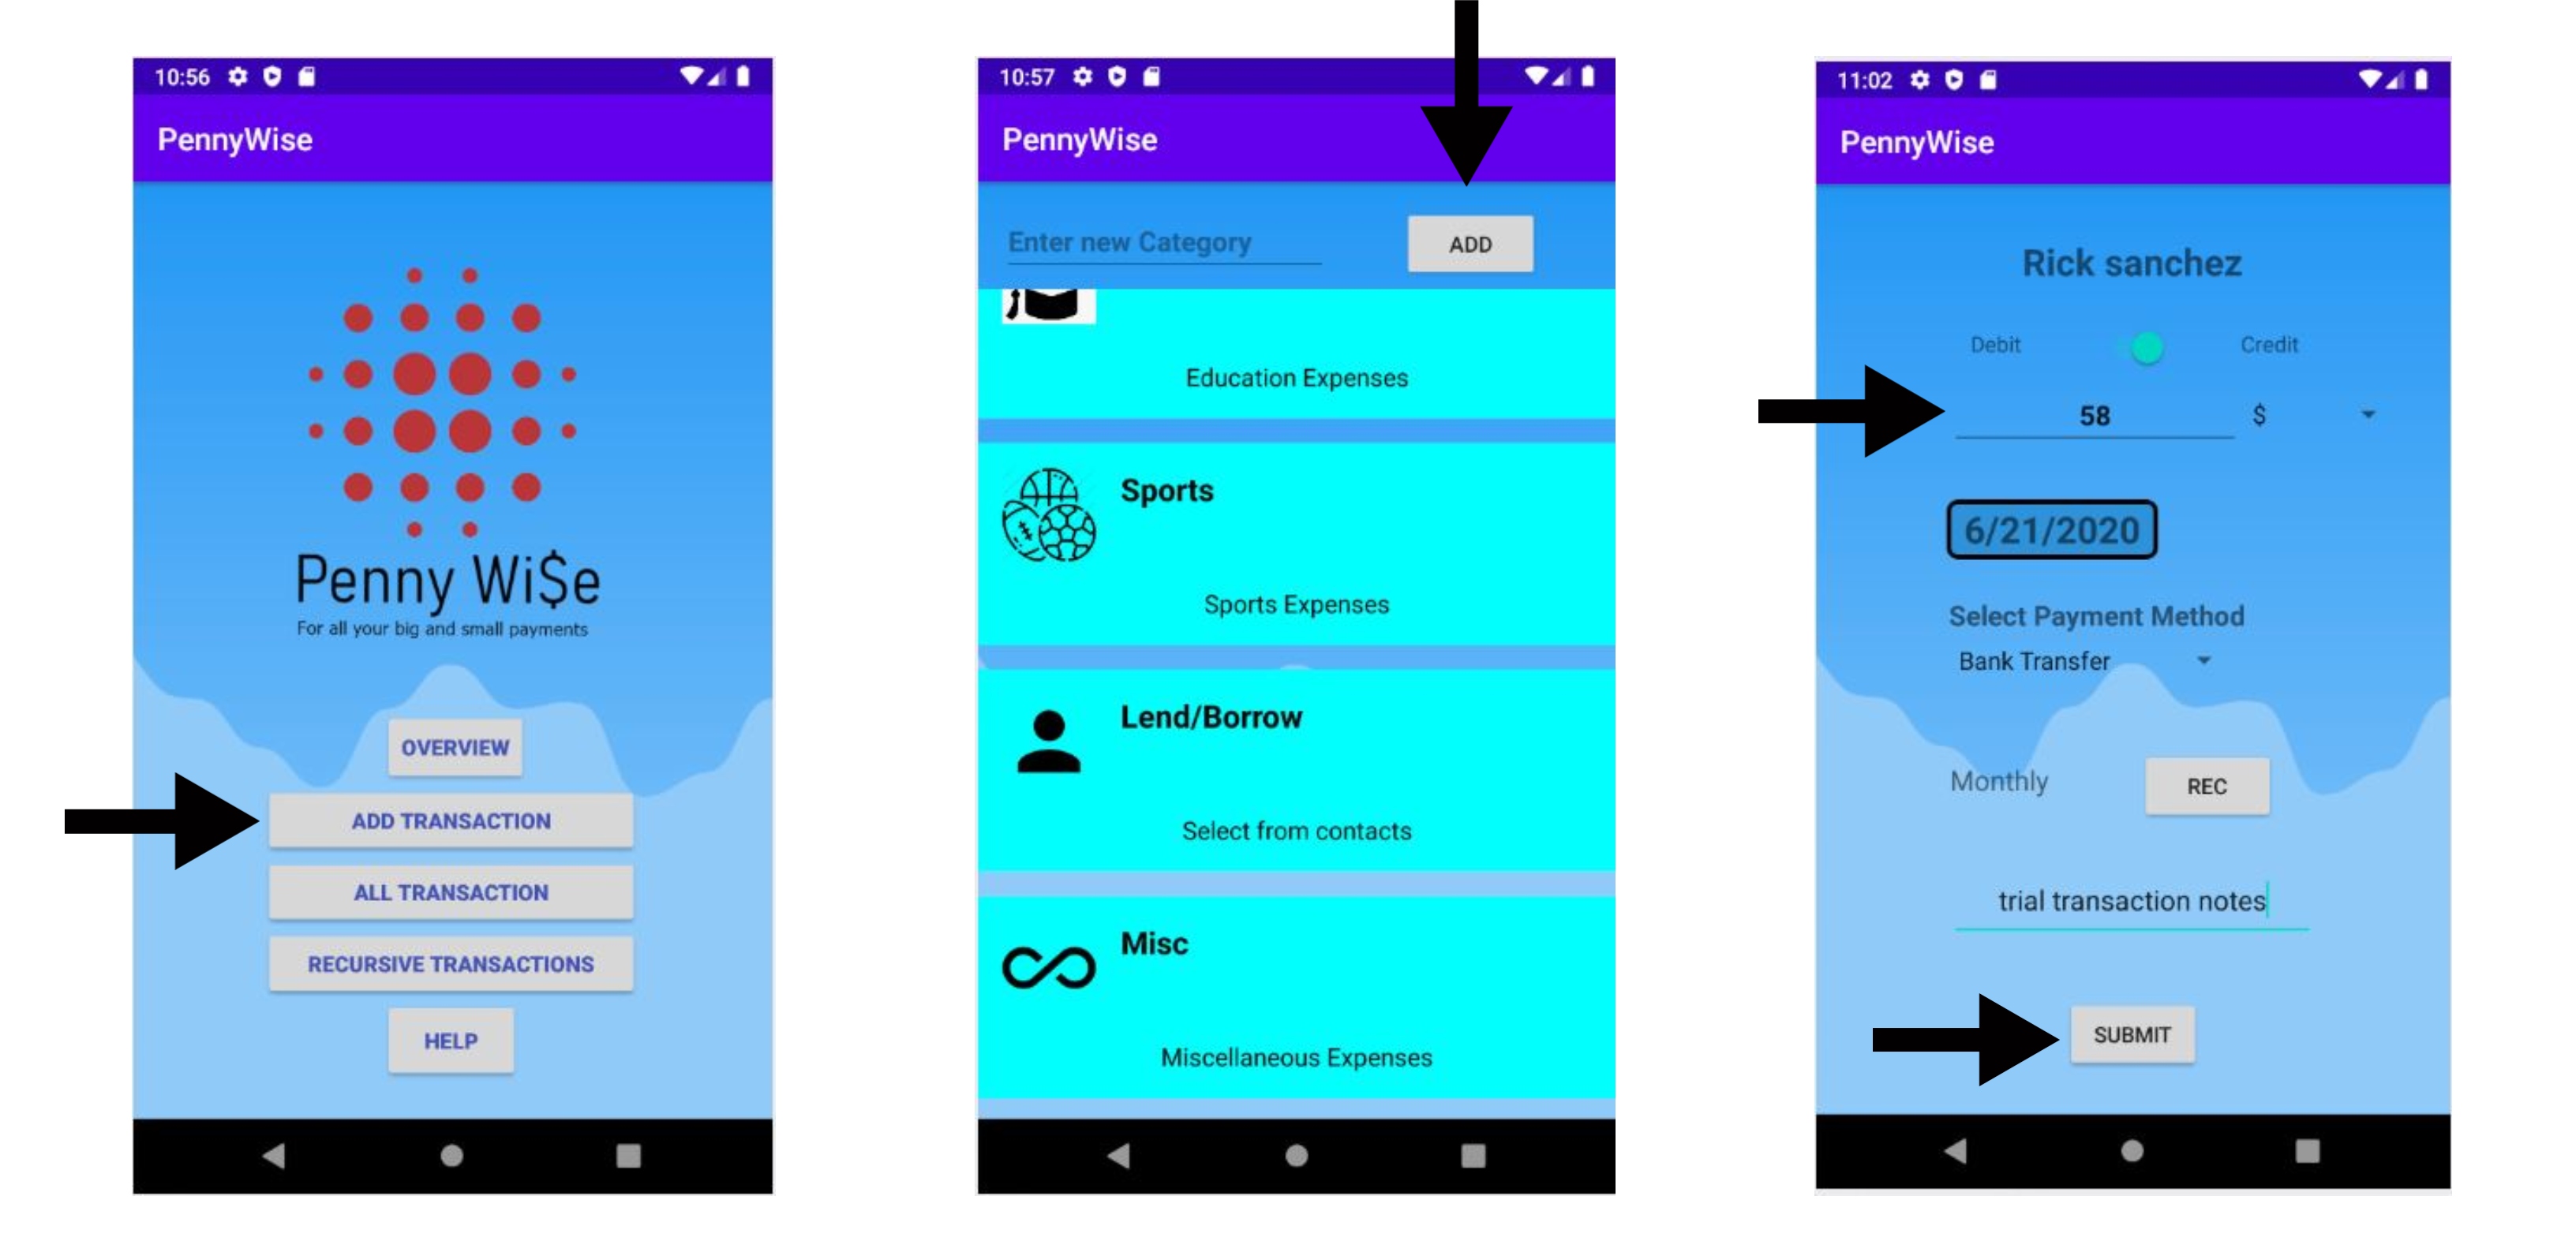 10:56
PennyWise
Penny Wi$e
For all your big and small payments
OVERVIEW
ADD TRANSACTION
ALL TRANSACTION
RECURSIVE TRANSACTIONS
HELP
10:57
PennyWise
Enter new Category
ADD
Education Expenses
Sports
Sports Expenses
Lend/Borrow
Select from contacts
Misc
Miscellaneous Expenses
11:02
PennyWise
Rick sanchez
Debit Credit
58 $
6/21/2020
Select Payment Method
Bank Transfer
Monthly REC
trial transaction notes
SUBMIT